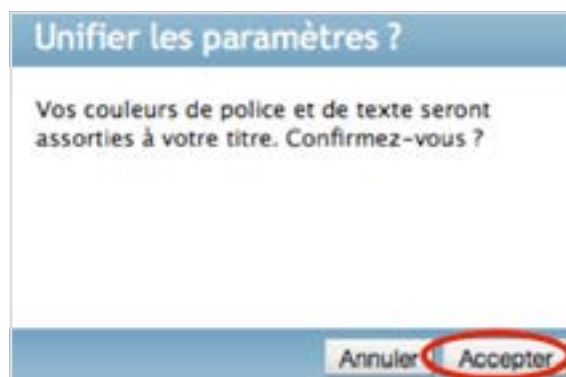 Unifier les paramètres ?
Vos couleurs de police et de texte seront
assorties à votre titre. Confirmez-vous ?
Annuler Accepter